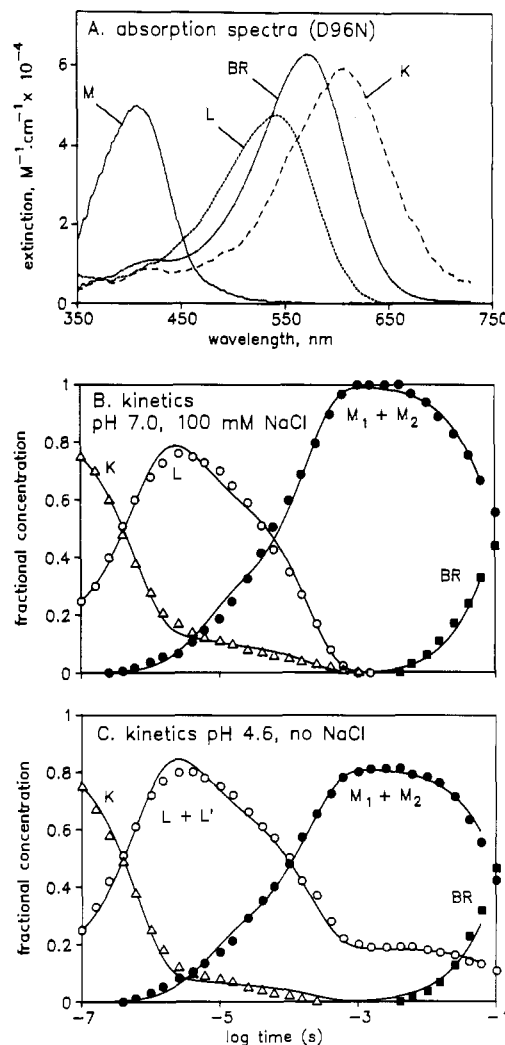 A. absorption spectra (D96N)
M
BR
K
L
extinction, M⁻¹.cm⁻¹ x 10⁻⁴
6
4
2
0
350 450 550 650 750
wavelength, nm
B. kinetics
pH 7.0, 100 mM NaCl
K
L
M₁ + M₂
BR
fractional concentration
1
0.8
0.6
0.4
0.2
0
C. kinetics pH 4.6, no NaCl
K
L + L'
M₁ + M₂
BR
fractional concentration
1
0.8
0.6
0.4
0.2
0
-7 -5 -3 -1
log time (s)